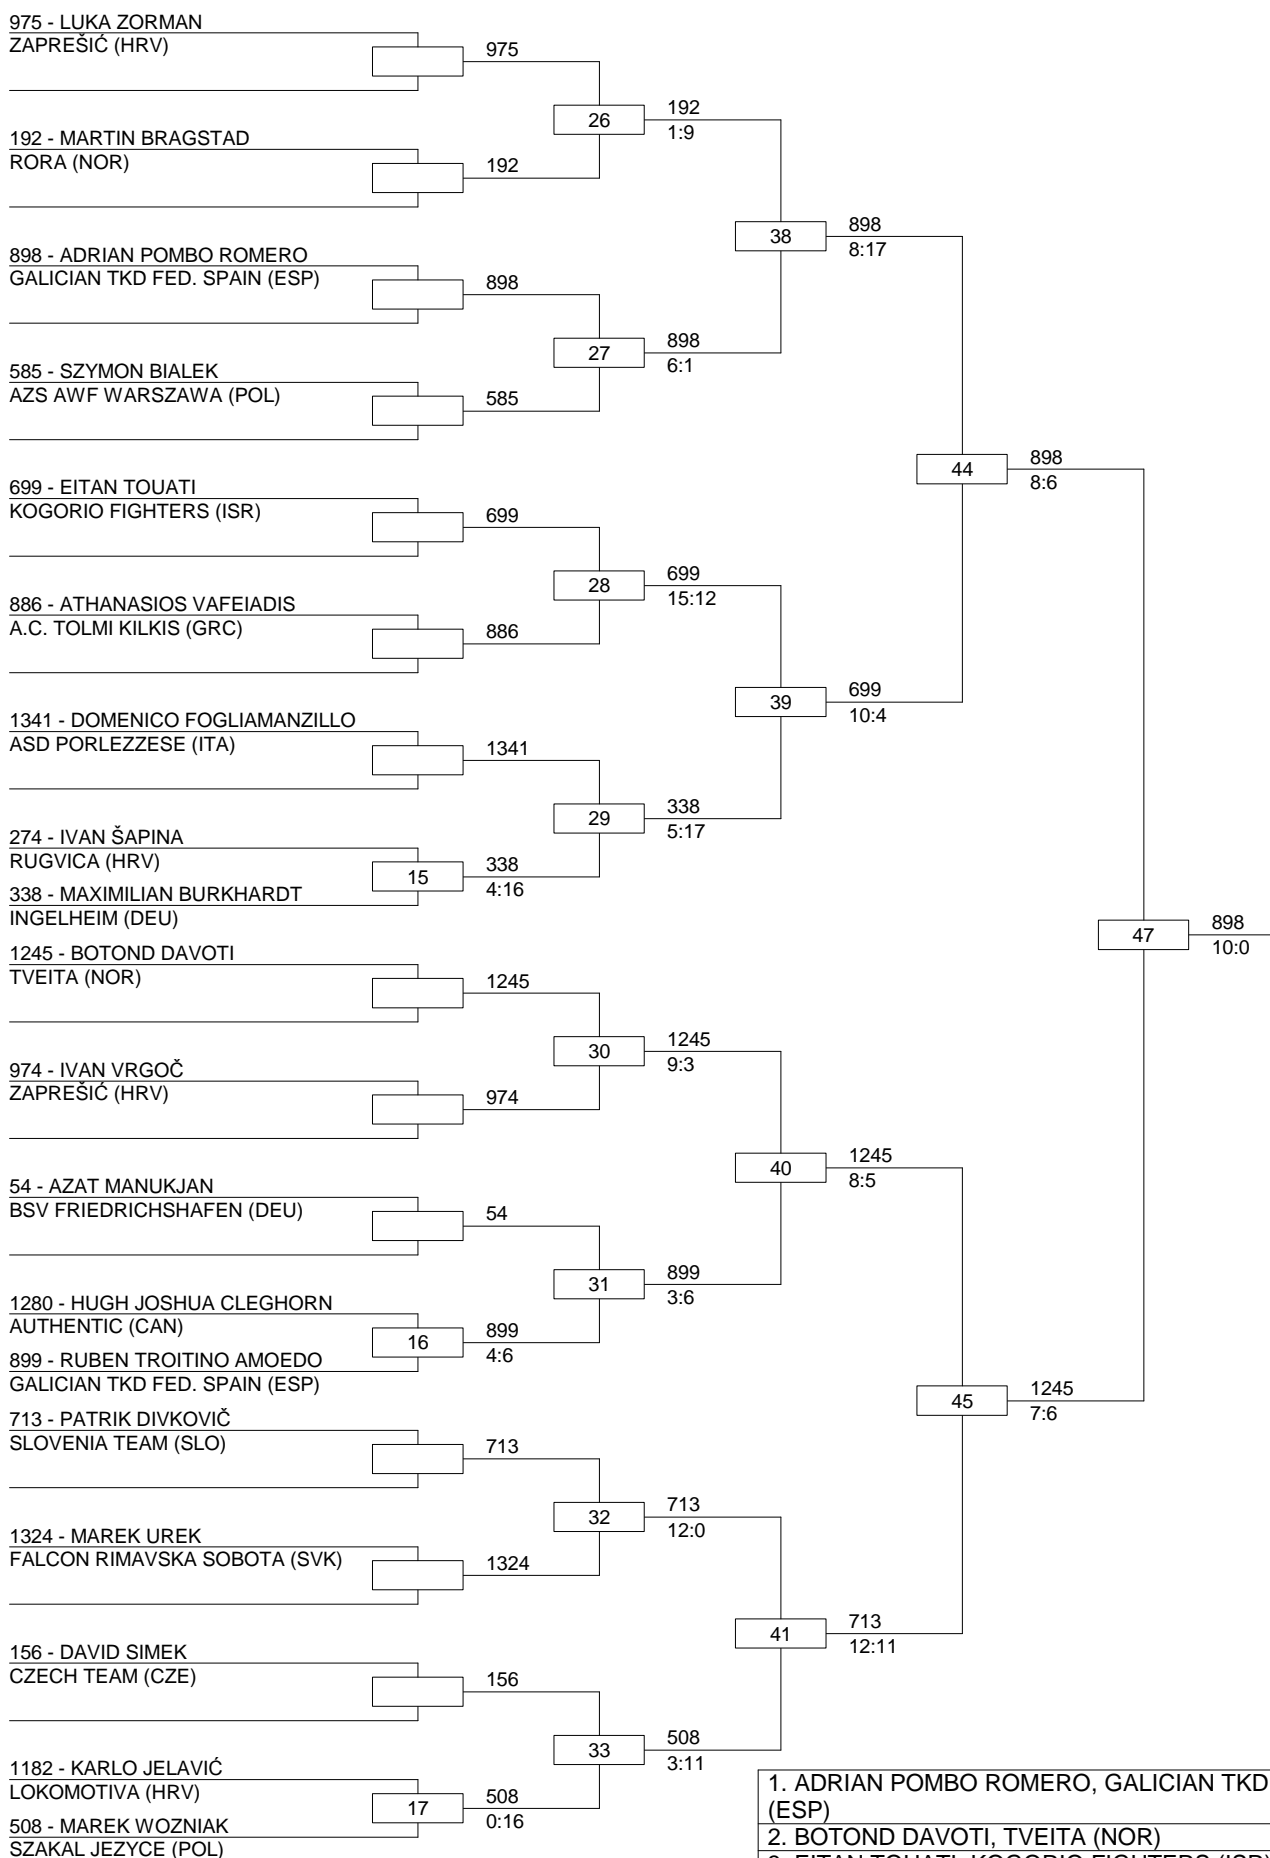 975 - LUKA ZORMAN
ZAPREŠIĆ (HRV)
975
26
192
1:9
192 - MARTIN BRAGSTAD
RORA (NOR)
192
38
898
8:17
898 - ADRIAN POMBO ROMERO
GALICIAN TKD FED. SPAIN (ESP)
898
27
898
6:1
585 - SZYMON BIALEK
AZS AWF WARSZAWA (POL)
585
44
898
8:6
699 - EITAN TOUATI
KOGORIO FIGHTERS (ISR)
699
28
699
15:12
886 - ATHANASIOS VAFEIADIS
A.C. TOLMI KILKIS (GRC)
886
39
699
10:4
1341 - DOMENICO FOGLIAMANZILLO
ASD PORLEZZESE (ITA)
1341
29
338
5:17
274 - IVAN ŠAPINA
RUGVICA (HRV)
15
338
4:16
338 - MAXIMILIAN BURKHARDT
INGELHEIM (DEU)
47
898
10:0
1245 - BOTOND DAVOTI
TVEITA (NOR)
1245
30
1245
9:3
974 - IVAN VRGOČ
ZAPREŠIĆ (HRV)
974
40
1245
8:5
54 - AZAT MANUKJAN
BSV FRIEDRICHSHAFEN (DEU)
54
31
899
3:6
1280 - HUGH JOSHUA CLEGHORN
AUTHENTIC (CAN)
16
899
4:6
899 - RUBEN TROITINO AMOEDO
GALICIAN TKD FED. SPAIN (ESP)
45
1245
7:6
713 - PATRIK DIVKOVIČ
SLOVENIA TEAM (SLO)
713
32
713
12:0
1324 - MAREK UREK
FALCON RIMAVSKA SOBOTA (SVK)
1324
41
713
12:11
156 - DAVID SIMEK
CZECH TEAM (CZE)
156
33
508
3:11
1182 - KARLO JELAVIĆ
LOKOMOTIVA (HRV)
17
508
0:16
508 - MAREK WOZNIAK
SZAKAL JEZYCE (POL)
1. ADRIAN POMBO ROMERO, GALICIAN TKD
(ESP)
2. BOTOND DAVOTI, TVEITA (NOR)
3. EITAN TOUATI, KOGORIO FIGHTERS (ISR)